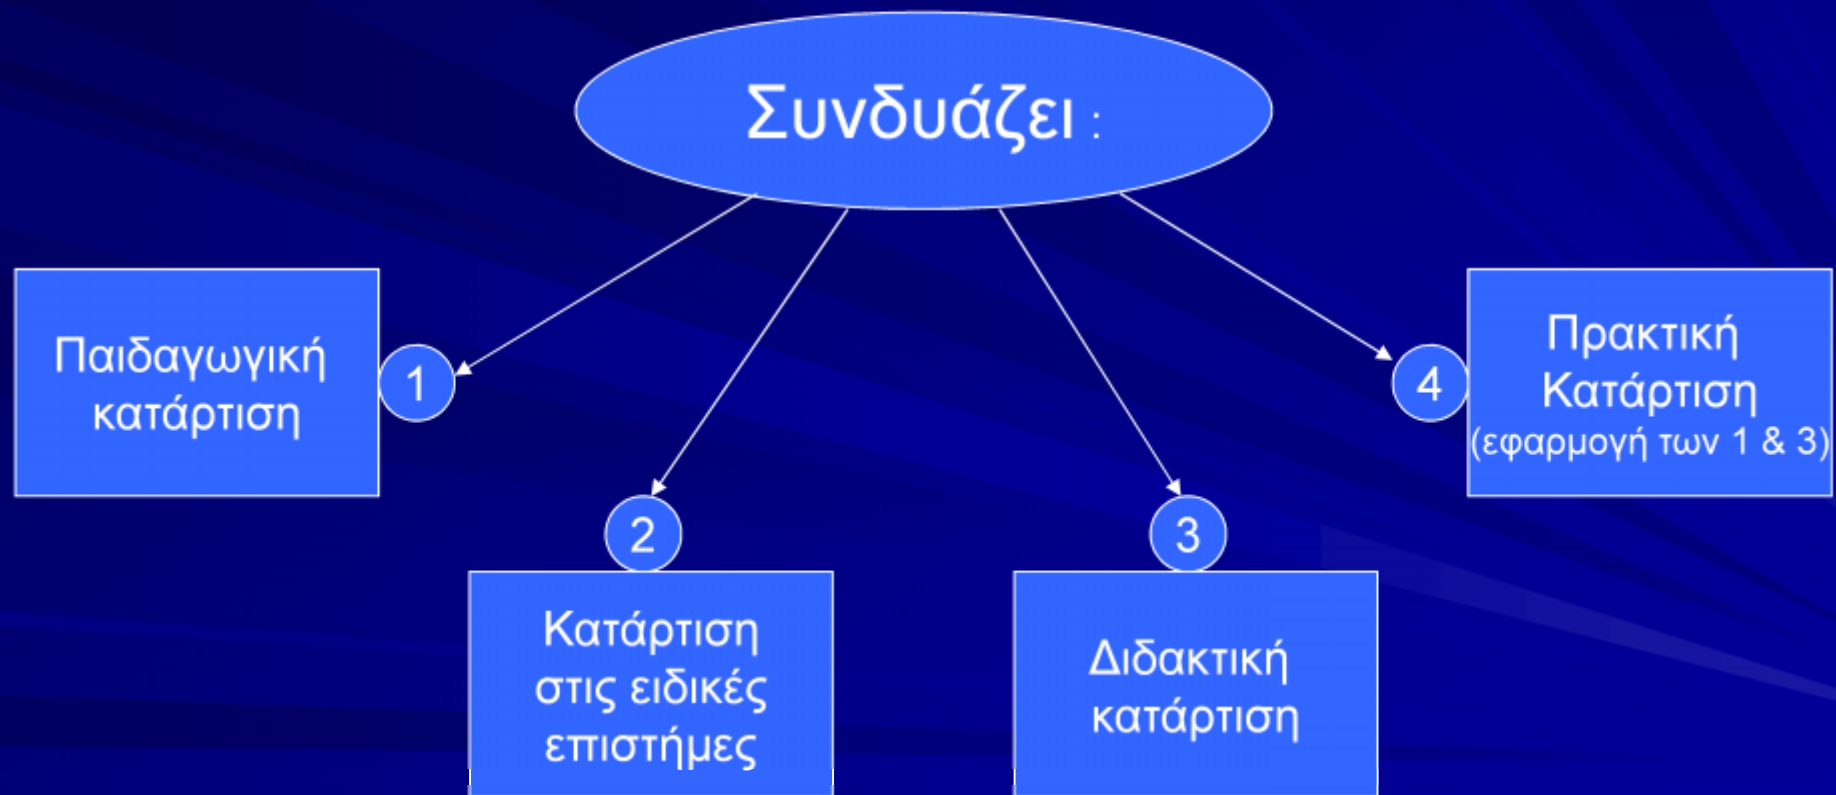 Συνδυάζει :
Παιδαγωγική
κατάρτιση
1
2
Κατάρτιση
στις ειδικές
επιστήμες
3
Διδακτική
κατάρτιση
4
Πρακτική
Κατάρτιση
(εφαρμογή των 1 & 3)